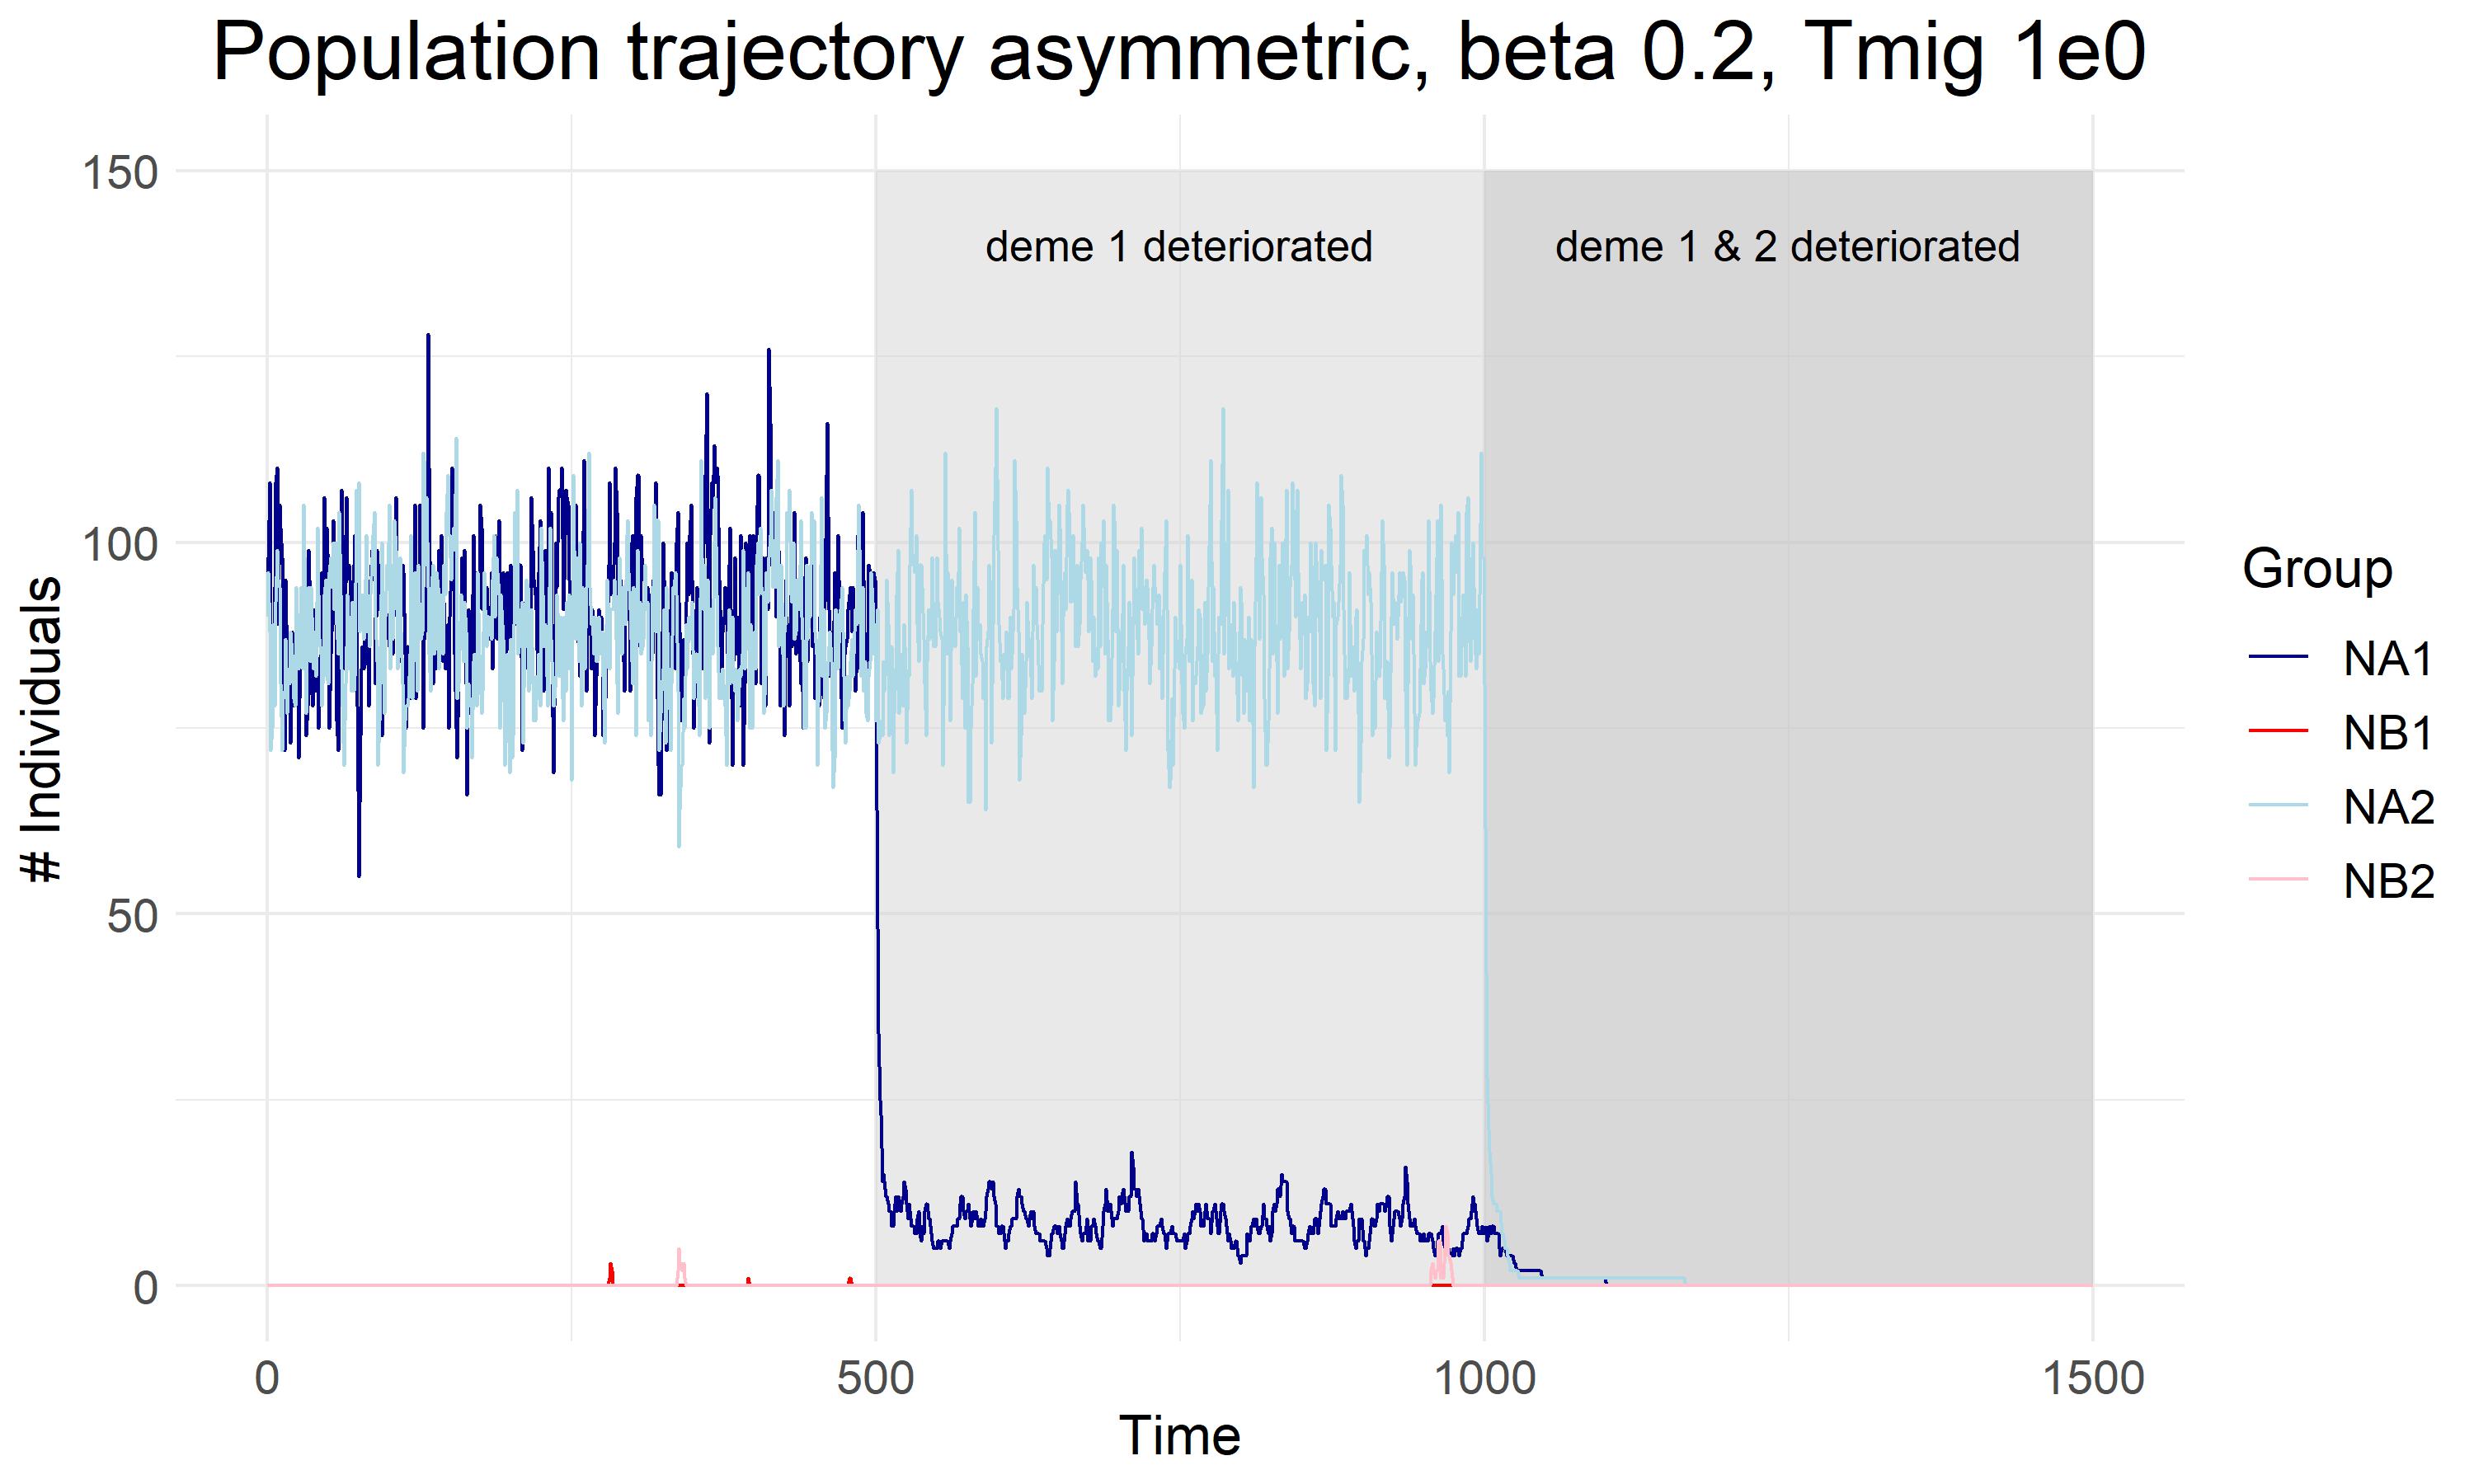 Population trajectory asymmetric, beta 0.2, Tmig 1e0
150
100
50
0
# Individuals
deme 1 deteriorated
deme 1 & 2 deteriorated
0
500
1000
1500
Time
Group
NA1
NB1
NA2
NB2